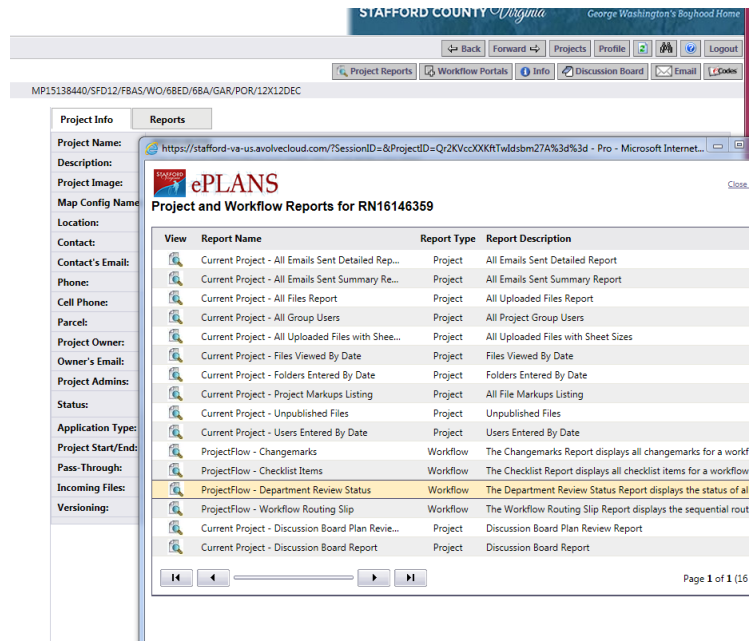 STAFFORD COUNTY Virginia George Washington's Boyhood Home
Back Forward Projects Profile Logout
Project Reports Workflow Portals Info Discussion Board Email Codes
MP15138440/SFD12/FBAS/WO/6BED/6BA/GAR/POR/12X12DEC
Project Info Reports
Project Name:
Description:
Project Image:
Map Config Name
Location:
Contact:
Contact's Email:
Phone:
Cell Phone:
Parcel:
Project Owner:
Owner's Email:
Project Admins:
Status:
Application Type:
Project Start/End:
Pass-Through:
Incoming Files:
Versioning:
https://stafford-va-us.avolvecloud.com/?SessionID=&ProjectID=Qr2KVccXXKftTwIdsbm27A%3d%3d - Pro - Microsoft Internet...
STAFFORD ePLANS
Close
Project and Workflow Reports for RN16146359
View Report Name Report Type Report Description
Current Project - All Emails Sent Detailed Rep... Project All Emails Sent Detailed Report
Current Project - All Emails Sent Summary Re... Project All Emails Sent Summary Report
Current Project - All Files Report Project All Uploaded Files Report
Current Project - All Group Users Project All Project Group Users
Current Project - All Uploaded Files with Shee... Project All Uploaded Files with Sheet Sizes
Current Project - Files Viewed By Date Project Files Viewed By Date
Current Project - Folders Entered By Date Project Folders Entered By Date
Current Project - Project Markups Listing Project All File Markups Listing
Current Project - Unpublished Files Project Unpublished Files
Current Project - Users Entered By Date Project Users Entered By Date
ProjectFlow - Changemarks Workflow The Changemarks Report displays all changemarks for a workf
ProjectFlow - Checklist Items Workflow The Checklist Report displays all checklist items for a workflow
ProjectFlow - Department Review Status Workflow The Department Review Status Report displays the status of al
ProjectFlow - Workflow Routing Slip Workflow The Workflow Routing Slip Report displays the sequential rout
Current Project - Discussion Board Plan Revie... Project Discussion Board Plan Review Report
Current Project - Discussion Board Report Project Discussion Board Report
Page 1 of 1 (16